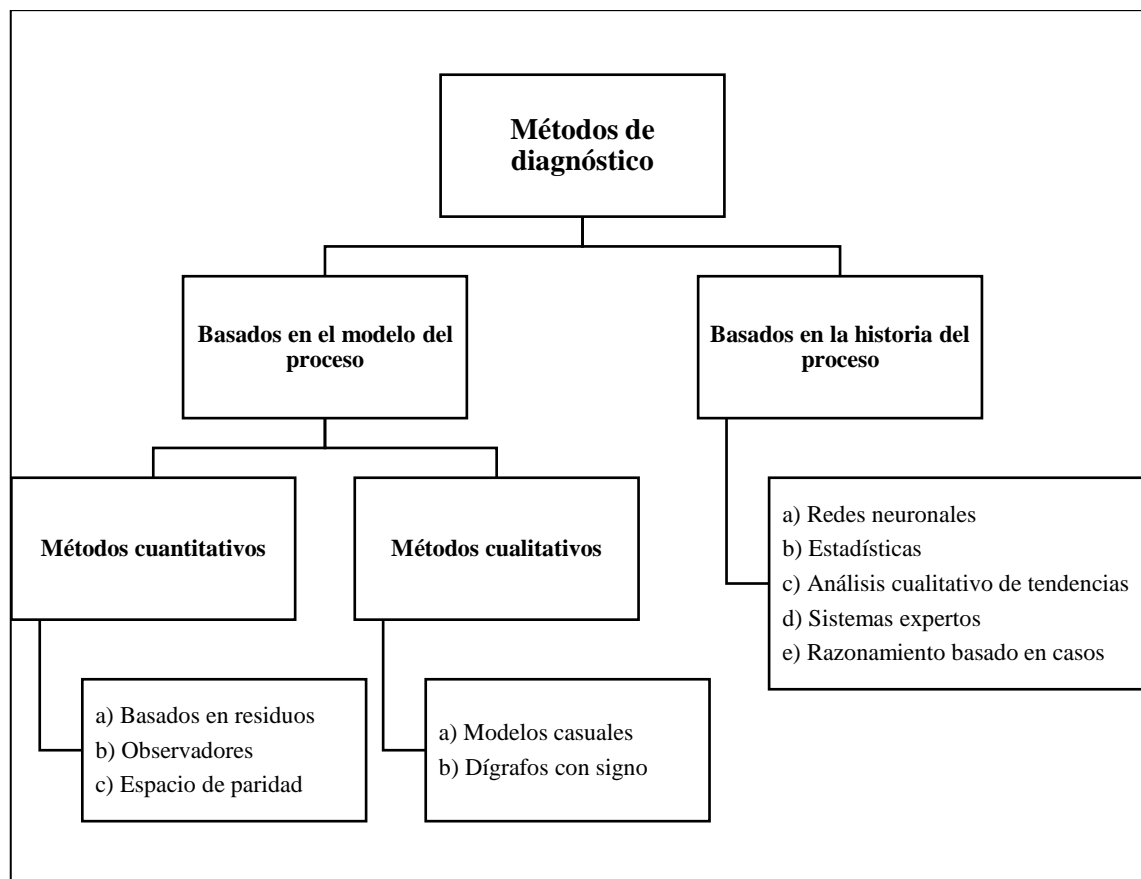 Métodos de
diagnóstico
Basados en el modelo del
proceso
Basados en la historia del
proceso
Métodos cuantitativos
Métodos cualitativos
a) Redes neuronales
b) Estadísticas
c) Análisis cualitativo de tendencias
d) Sistemas expertos
e) Razonamiento basado en casos
a) Basados en residuos
b) Observadores
c) Espacio de paridad
a) Modelos casuales
b) Dígrafos con signo